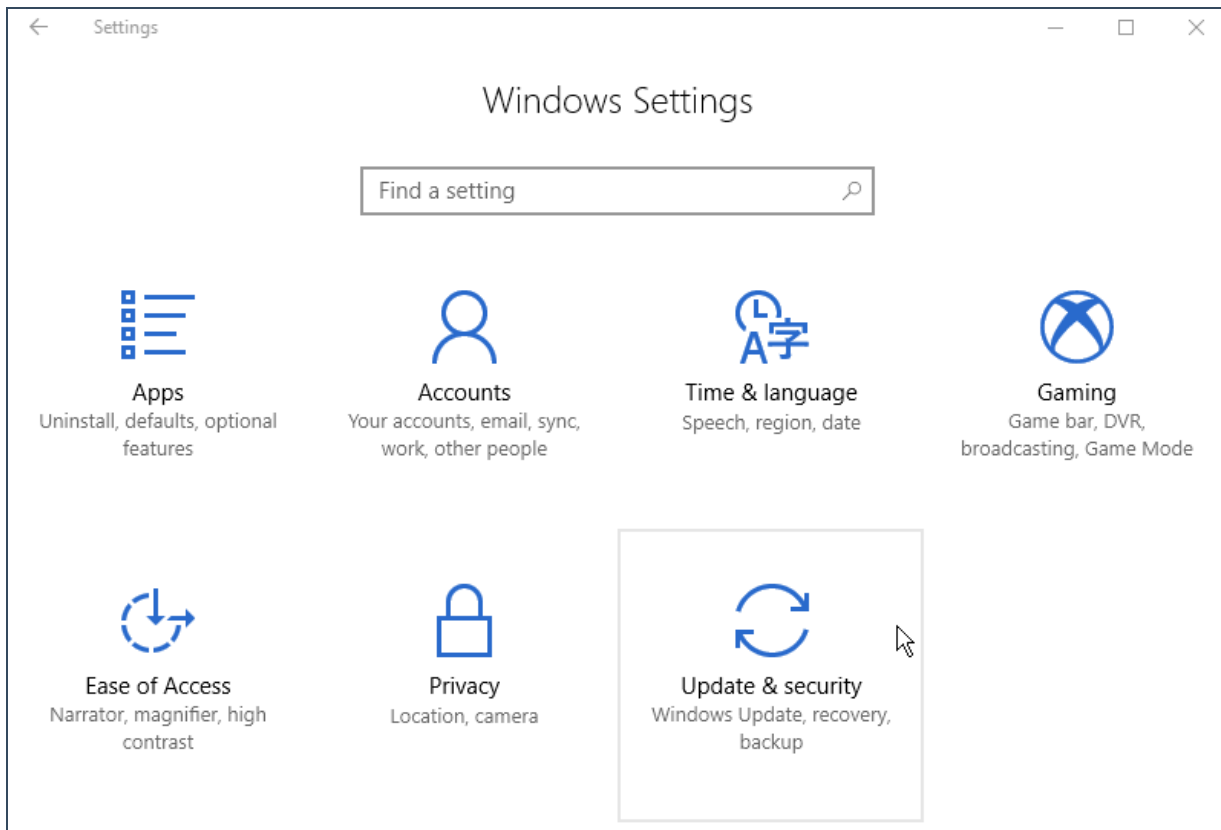 Settings
Windows Settings
Find a setting
Apps
Uninstall, defaults, optional
features
Accounts
Your accounts, email, sync,
work, other people
Time & language
Speech, region, date
Gaming
Game bar, DVR,
broadcasting, Game Mode
Ease of Access
Narrator, magnifier, high
contrast
Privacy
Location, camera
Update & security
Windows Update, recovery,
backup